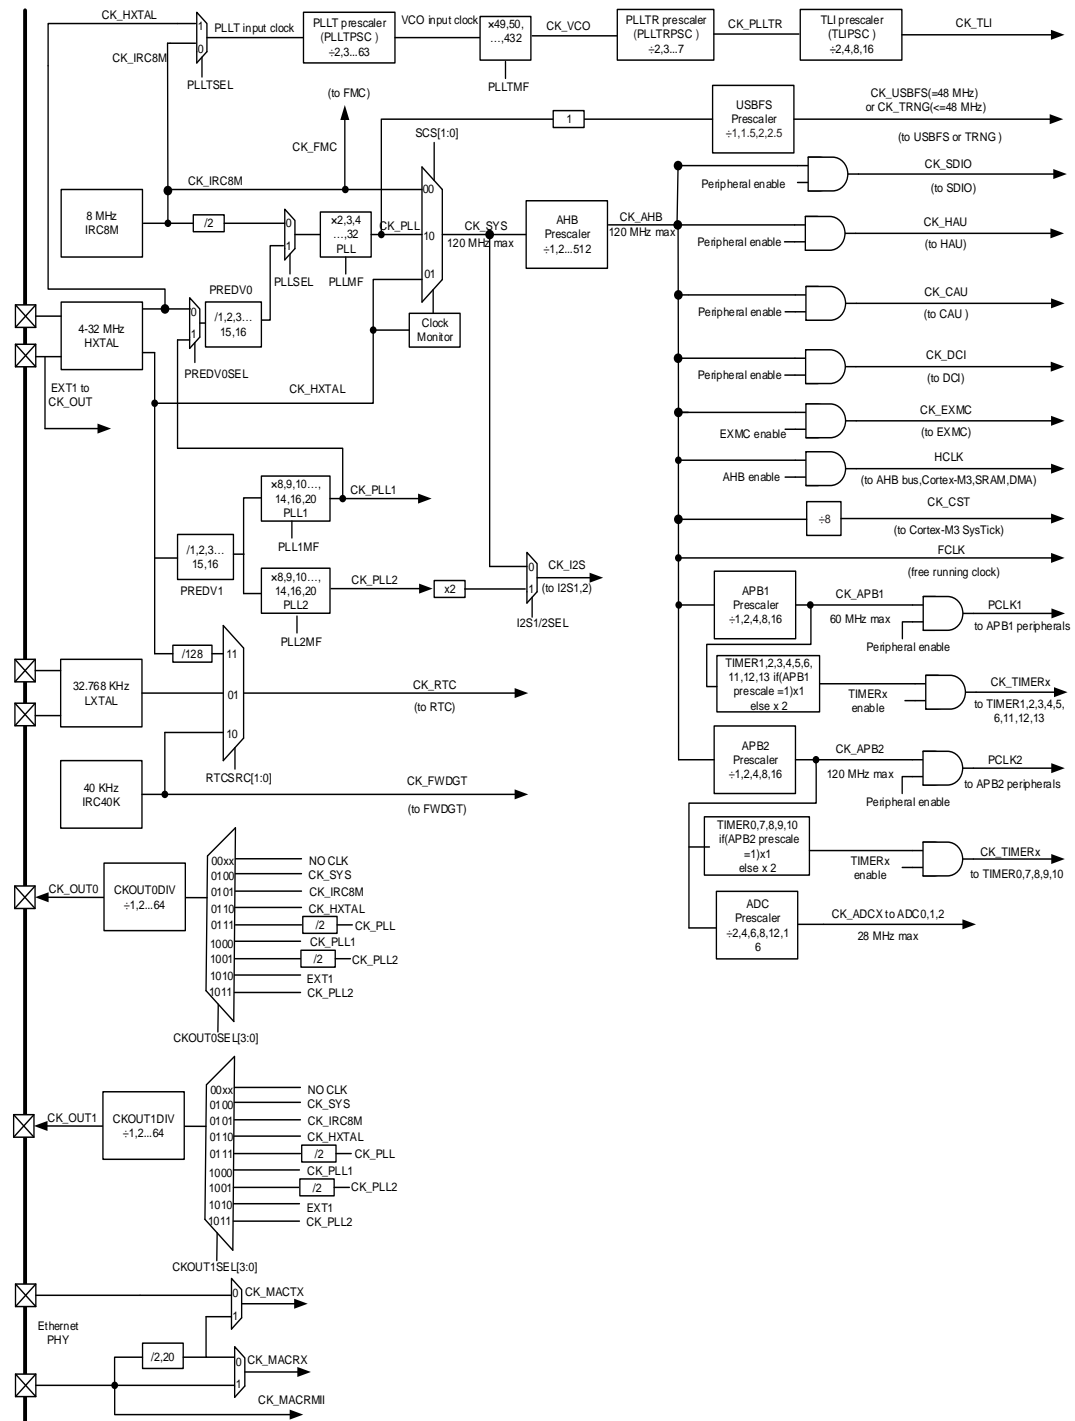 CK_HXTAL
1
0
PLLT input clock
PLLT prescaler
(PLLTPSC)
÷2,3...63
VCO input clock
×49,50,
...,432
CK_VCO
PLLTR prescaler
(PLLTRPSC)
÷2,3...7
CK_PLLTR
TLI prescaler
(TLIPSC)
÷2,4,8,16
CK_TLI
CK_IRC8M
PLLTSEL
PLLTMF
(to FMC)
CK_FMC
SCS[1:0]
1
USBFS
Prescaler
÷1,1.5,2,2.5
CK_USBFS(=48 MHz)
or CK_TRNG(<=48 MHz)
(to USBFS or TRNG )
CK_IRC8M
8 MHz
IRC8M
/2
0
1
PLLSEL
×2,3,4
...,32
PLL
PLLMF
CK_PLL
00
10
01
CK_SYS
120 MHz max
AHB
Prescaler
÷1,2...512
CK_AHB
120 MHz max
Peripheral enable
CK_SDIO
(to SDIO)
Peripheral enable
CK_HAU
(to HAU)
Peripheral enable
CK_CAU
(to CAU )
Peripheral enable
CK_DCI
(to DCI)
EXMC enable
CK_EXMC
(to EXMC)
AHB enable
HCLK
(to AHB bus,Cortex-M3,SRAM,DMA)
÷8
CK_CST
(to Cortex-M3 SysTick)
FCLK
(free running clock)
4-32 MHz
HXTAL
0
1
PREDV0SEL
PREDV0
/1,2,3...
15,16
Clock
Monitor
EXT1 to
CK_OUT
CK_HXTAL
×8,9,10...,
14,16,20
PLL1
PLL1MF
CK_PLL1
/1,2,3...
15,16
PREDV1
×8,9,10...,
14,16,20
PLL2
PLL2MF
CK_PLL2
x2
0
1
I2S1/2SEL
CK_I2S
(to I2S1,2)
APB1
Prescaler
÷1,2,4,8,16
CK_APB1
60 MHz max
Peripheral enable
PCLK1
to APB1 peripherals
TIMER1,2,3,4,5,6,
11,12,13 if(APB1
prescale =1)x1
else x 2
TIMERx
enable
CK_TIMERx
to TIMER1,2,3,4,5,
6,11,12,13
APB2
Prescaler
÷1,2,4,8,16
CK_APB2
120 MHz max
Peripheral enable
PCLK2
to APB2 peripherals
TIMER0,7,8,9,10
if(APB2 prescale
=1)x1
else x 2
TIMERx
enable
CK_TIMERx
to TIMER0,7,8,9,10
ADC
Prescaler
÷2,4,6,8,12,1
6
CK_ADCX to ADC0,1,2
28 MHz max
/128
11
01
10
RTCSRC[1:0]
32.768 KHz
LXTAL
CK_RTC
(to RTC)
40 KHz
IRC40K
CK_FWDGT
(to FWDGT)
CK_OUT0
CKOUT0DIV
÷1,2...64
00xx
NO CLK
0100
CK_SYS
0101
CK_IRC8M
0110
CK_HXTAL
0111
/2
CK_PLL
1000
CK_PLL1
1001
/2
CK_PLL2
1010
EXT1
1011
CK_PLL2
CKOUT0SEL[3:0]
CK_OUT1
CKOUT1DIV
÷1,2...64
00xx
NO CLK
0100
CK_SYS
0101
CK_IRC8M
0110
CK_HXTAL
0111
/2
CK_PLL
1000
CK_PLL1
1001
/2
CK_PLL2
1010
EXT1
1011
CK_PLL2
CKOUT1SEL[3:0]
0
1
CK_MACTX
Ethernet
PHY
/2,20
0
1
CK_MACRX
CK_MACRMII